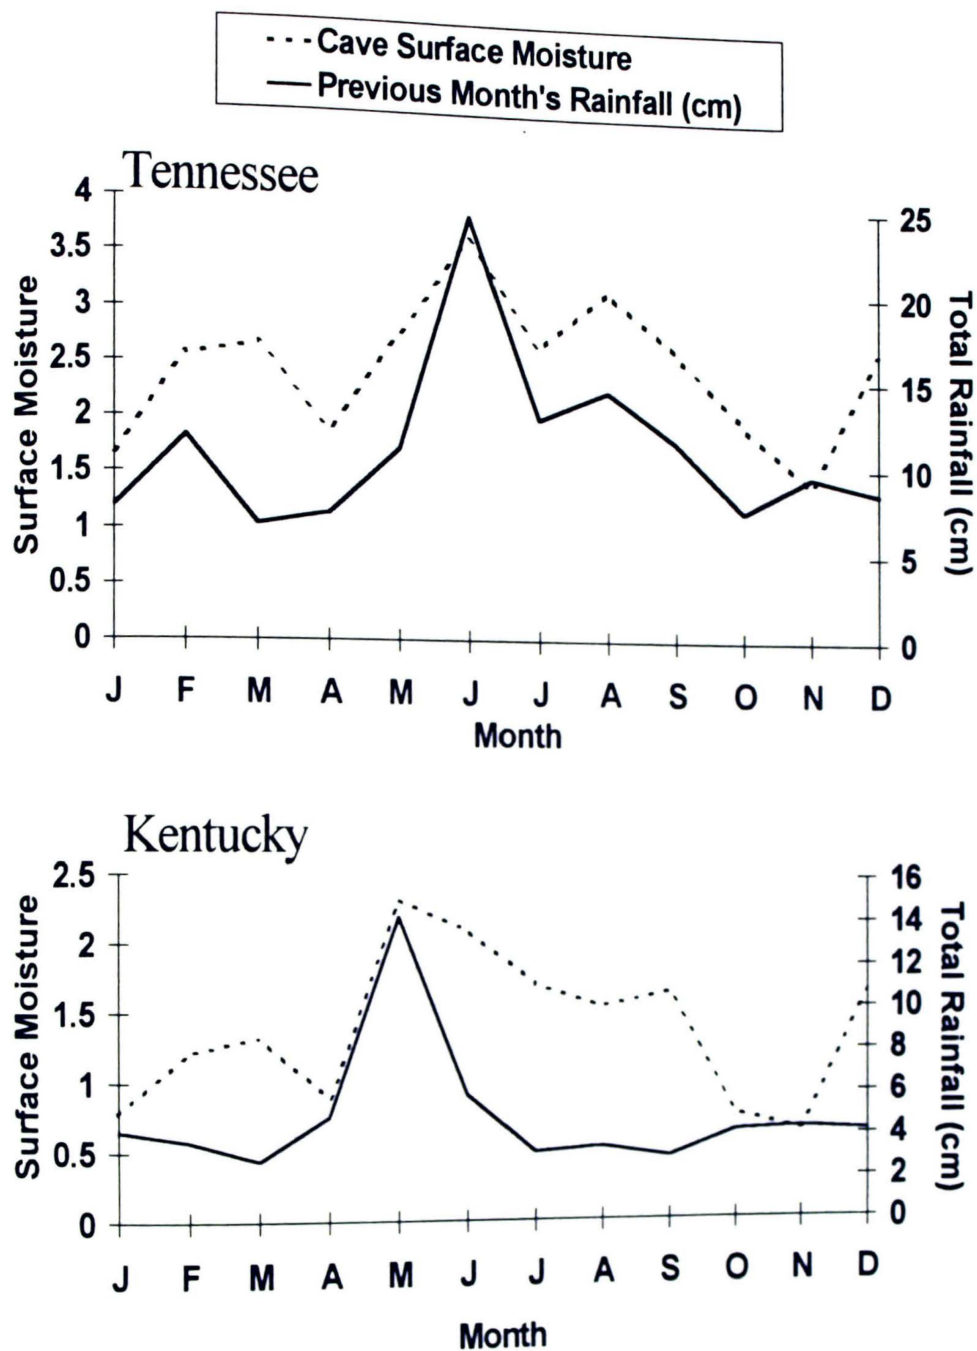 Cave Surface Moisture
Previous Month's Rainfall (cm)
Tennessee
4
3.5
3
2.5
2
1.5
1
0.5
0
Surface Moisture
25
20
15
10
5
0
Total Rainfall (cm)
J F M A M J J A S O N D
Month
Kentucky
2.5
2
1.5
1
0.5
0
Surface Moisture
16
14
12
10
8
6
4
2
0
Total Rainfall (cm)
J F M A M J J A S O N D
Month